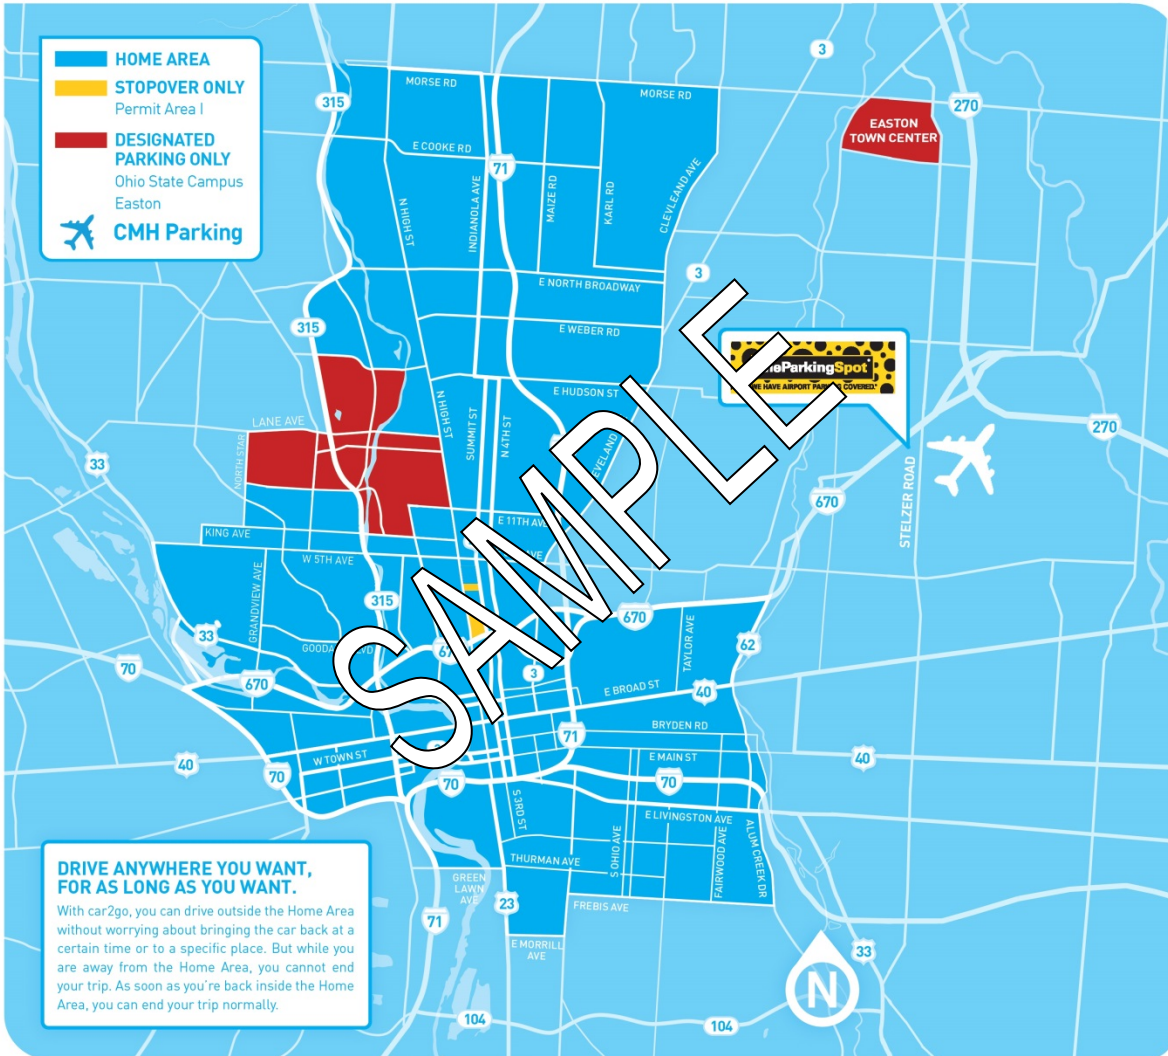 HOME AREA
STOPOVER ONLY
Permit Area I
DESIGNATED
PARKING ONLY
Ohio State Campus
Easton
CMH Parking
315
MORSE RD
MORSE RD
3
270
EASTON
TOWN CENTER
E COOKE RD
71
N HIGH ST
INDIANOLA AVE
MAIZE RD
KARL RD
CLEVLEAND AVE
3
E NORTH BROADWAY
315
E WEBER RD
ParkingSpot
WE HAVE AIRPORT COVERED.
E HUDSON ST
LANE AVE
N HIGH ST
SUMMIT ST
N 4TH ST
270
33
NORTH STAR
670
STELZER ROAD
KING AVE
E 11TH AVE
W 5TH AVE
AVE
SAMPLE
GRANDVIEW AVE
315
670
TAYLOR AVE
33
62
70
670
3
E BROAD ST
40
BRYDEN RD
71
W TOWN ST
E MAIN ST
40
40
70
70
70
S 3RD ST
E LIVINGSTON AVE
THURMAN AVE
S OHIO AVE
FAIRWOOD AVE
ALUM CREEK DR
GREEN
LAWN
AVE
23
FREBIS AVE
71
E MORRILL
AVE
33
N
104
104
DRIVE ANYWHERE YOU WANT,
FOR AS LONG AS YOU WANT.
With car2go, you can drive outside the Home Area
without worrying about bringing the car back at a
certain time or to a specific place. But while you
are away from the Home Area, you cannot end
your trip. As soon as you're back inside the Home
Area, you can end your trip normally.